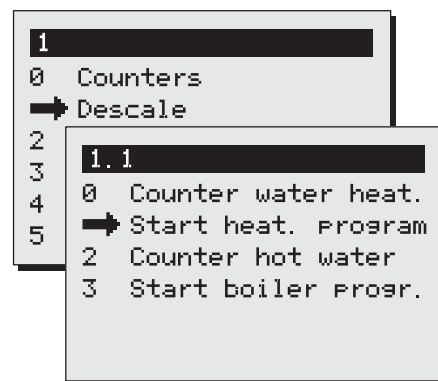 1
0 Counters
Descale
2
3
4
5
1.1
0 Counter water heat.
Start heat. program
2 Counter hot water
3 Start boiler progr.